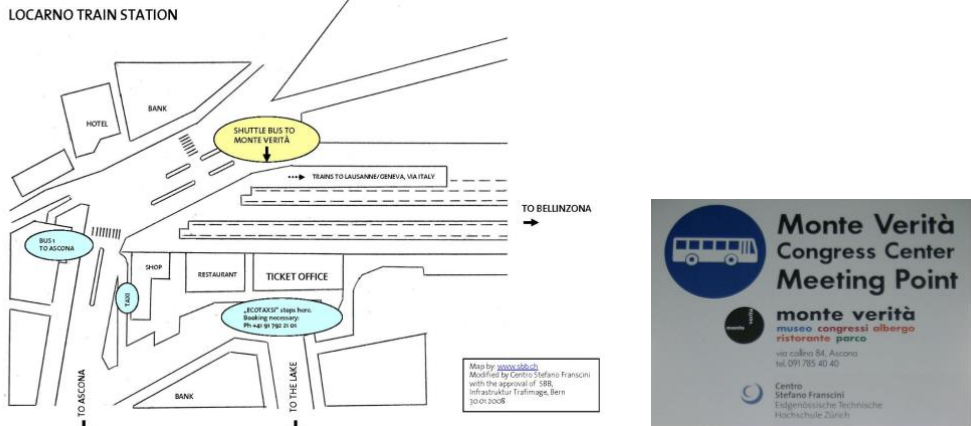 LOCARNO TRAIN STATION
BANK
HOTEL
SHUTTLE BUS TO
MONTE VERITÀ
TRAINS TO LAUSANNE/GENEVA, VIA ITALY
TO BELLINZONA
BUS 1
TO ASCONA
TAXI
SHOP
RESTAURANT
TICKET OFFICE
„ECOTAXSI” stops here.
Booking necessary:
Ph +41 91 792 21 01
TO ASCONA
BANK
TO THE LAKE
Map by: www.sbb.ch
Modified by Centro Stefano Franscini
with the approval of SBB,
Infrastruktur Trafimage, Bern
30.01.2008
Monte Verità
Congress Center
Meeting Point
monte verità
museo congressi albergo
ristorante parco
via collina 84, Ascona
tel. 091 785 40 40
Centro
Stefano Franscini
Eidgenössische Technische
Hochschule Zürich